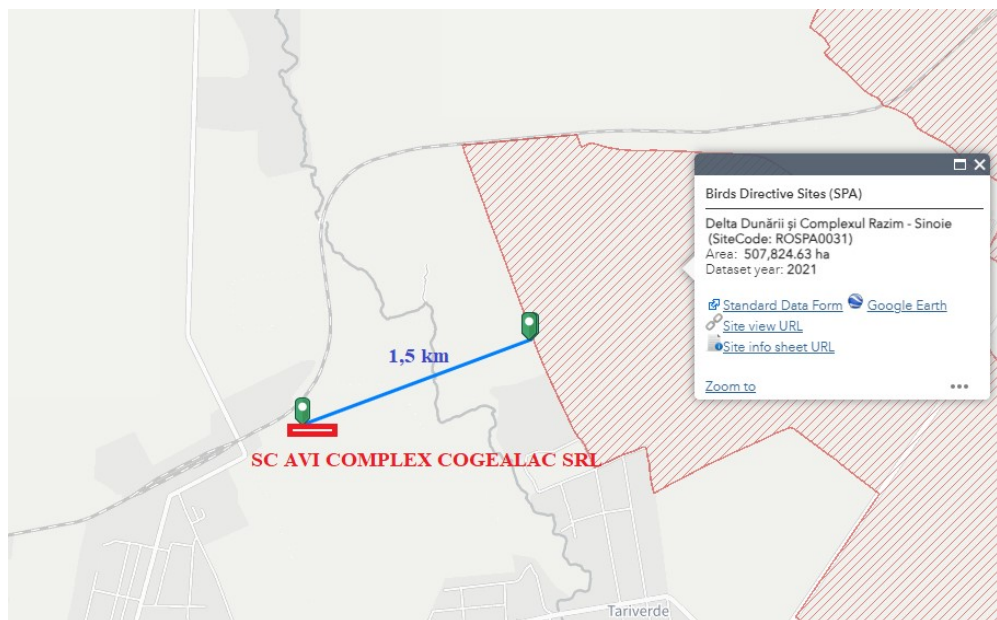 Birds Directive Sites (SPA)
Delta Dunării și Complexul Razim - Sinoie
(SiteCode: ROSPA0031)
Area: 507,824.63 ha
Dataset year: 2021
Standard Data Form Google Earth
Site view URL
Site info sheet URL
Zoom to
1,5 km
SC AVI COMPLEX COGEALAC SRL
Tariverde